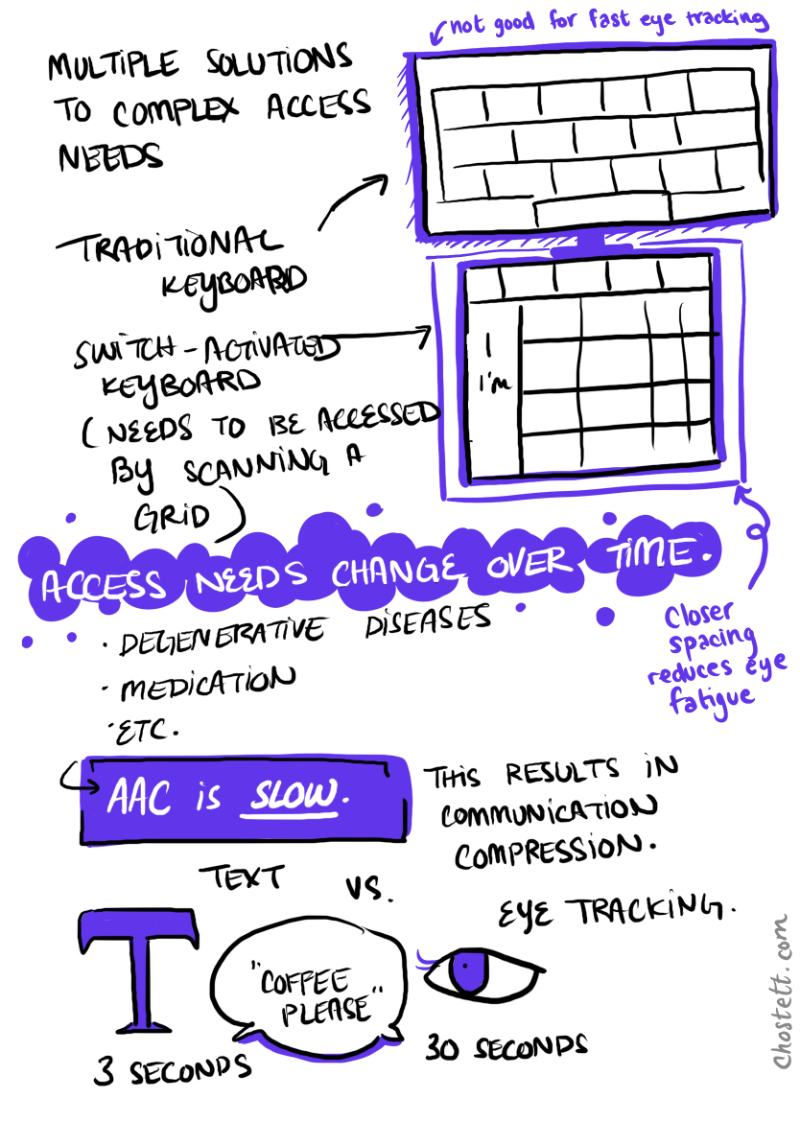 not good for fast eye tracking
MULTIPLE SOLUTIONS
TO COMPLEX ACCESS
NEEDS
TRADITIONAL
KEYBOARD
SWITCH-ACTIVATED
KEYBOARD
(NEEDS TO BE ACCESSED
BY SCANNING A
GRID)
I
I'm
ACCESS NEEDS CHANGE OVER TIME.
Closer
spacing
reduces eye
fatigue
· DEGENERATIVE DISEASES
· MEDICATION
· ETC.
AAC is SLOW.
THIS RESULTS IN
COMMUNICATION
COMPRESSION.
TEXT VS.
EYE TRACKING.
T
"COFFEE
PLEASE"
3 SECONDS
30 SECONDS
chostett.com